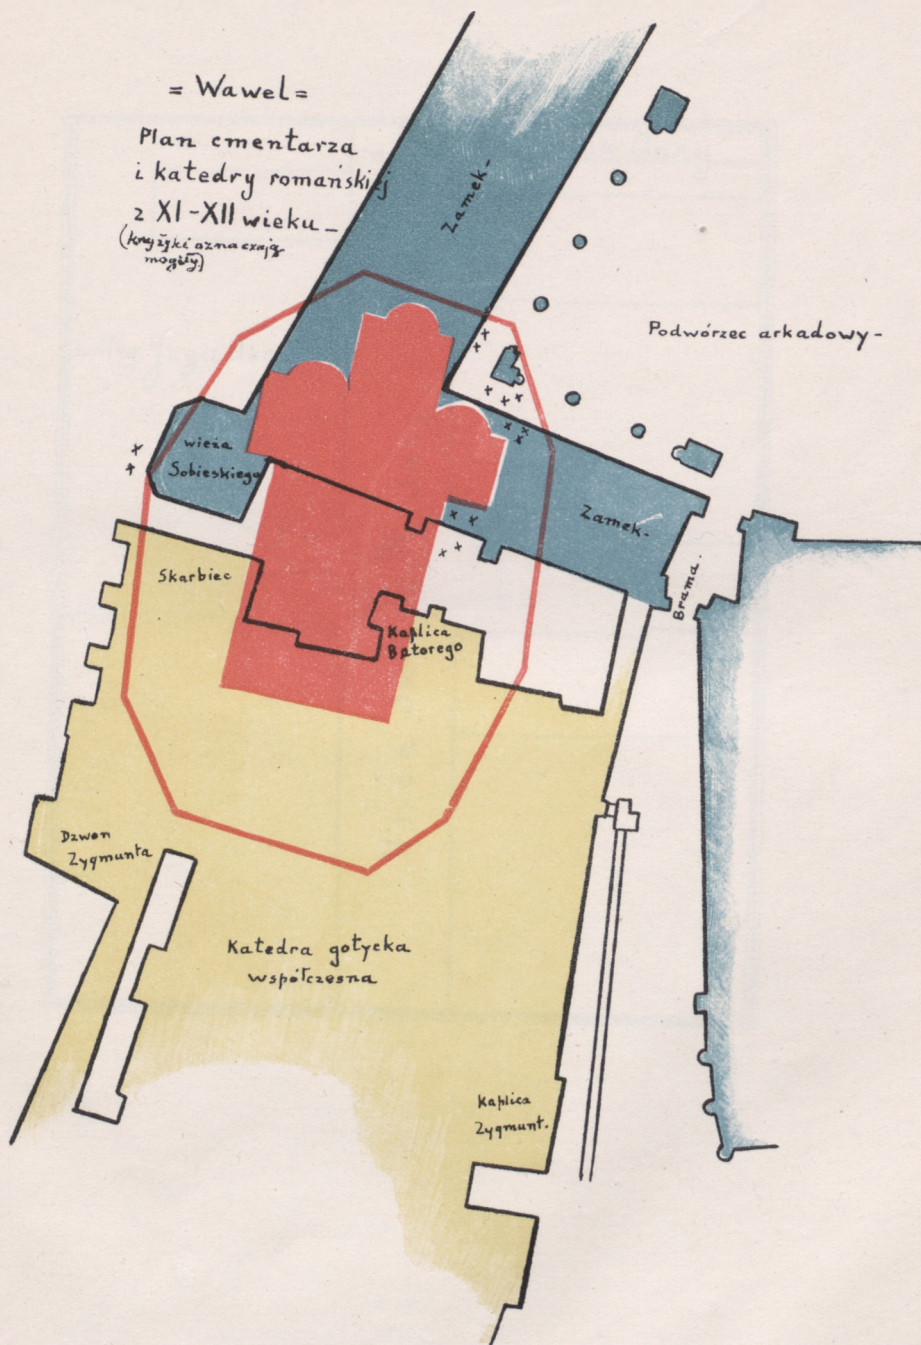 = Wawel =
Plan cmentarza
i katedry romańskiej
z XI-XII wieku_
(krzyżyki oznaczają
mogiły)
Zamek-
Podwórzec arkadowy-
wieża
Sobieskiego
Zamek-
Brama.
Skarbiec
Kaplica
Batorego
Dzwon
Zygmunta
Katedra gotycka
współczesna
Kaplica
Zygmunt.